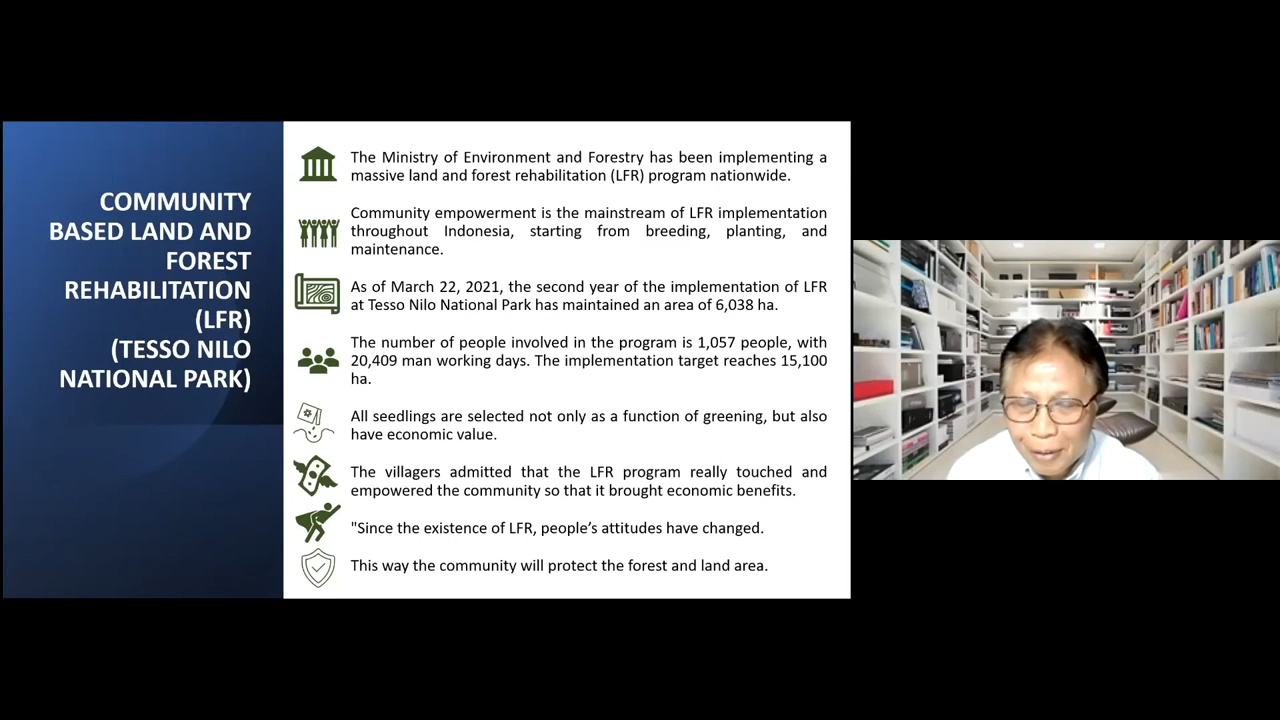 COMMUNITY
BASED LAND AND
FOREST
REHABILITATION
(LFR)
(TESSO NILO
NATIONAL PARK)
The Ministry of Environment and Forestry has been implementing a
massive land and forest rehabilitation (LFR) program nationwide.
Community empowerment is the mainstream of LFR implementation
throughout Indonesia, starting from breeding, planting, and
maintenance.
As of March 22, 2021, the second year of the implementation of LFR
at Tesso Nilo National Park has maintained an area of 6,038 ha.
The number of people involved in the program is 1,057 people, with
20,409 man working days. The implementation target reaches 15,100
ha.
All seedlings are selected not only as a function of greening, but also
have economic value.
The villagers admitted that the LFR program really touched and
empowered the community so that it brought economic benefits.
"Since the existence of LFR, people’s attitudes have changed.
This way the community will protect the forest and land area.